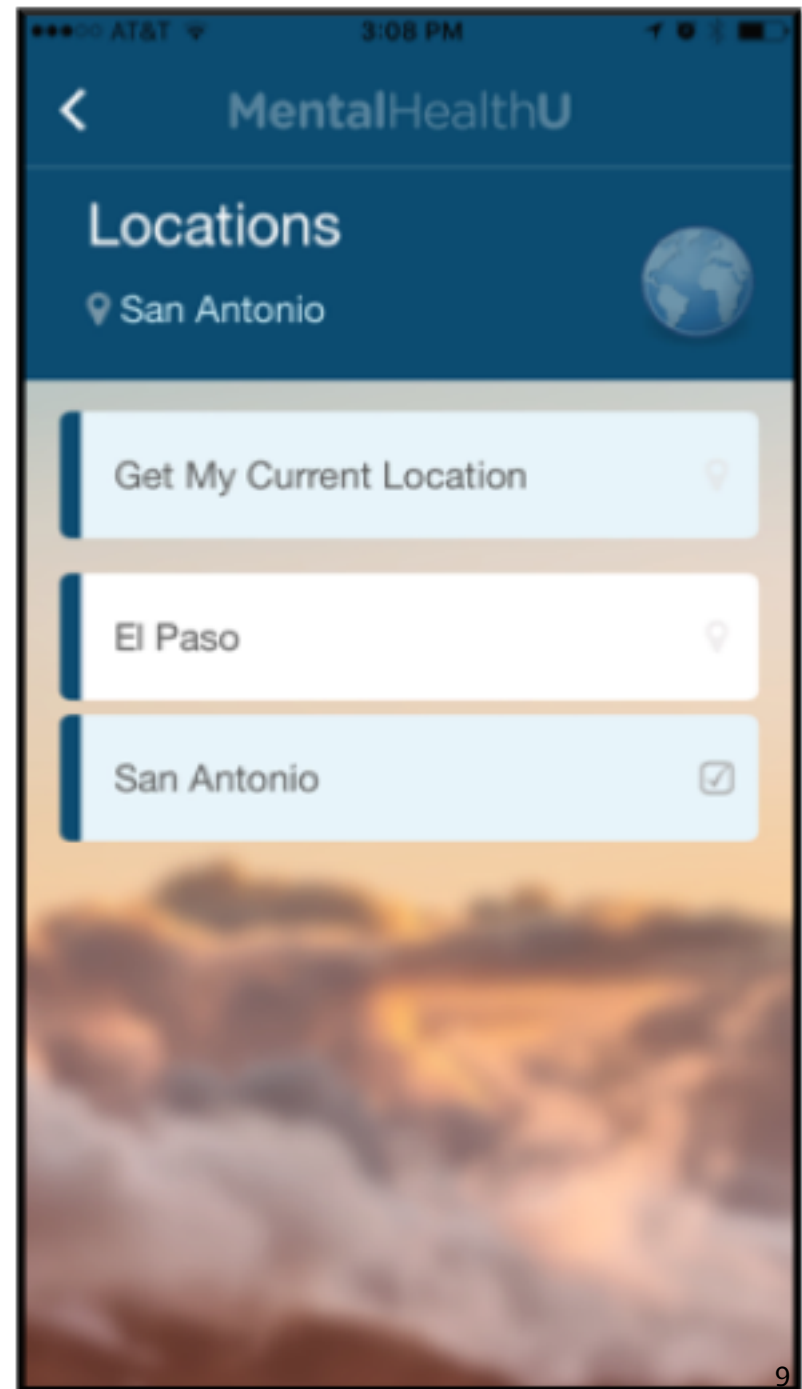 AT&T 3:08 PM
MentalHealthU
Locations
San Antonio
Get My Current Location
El Paso
San Antonio
9